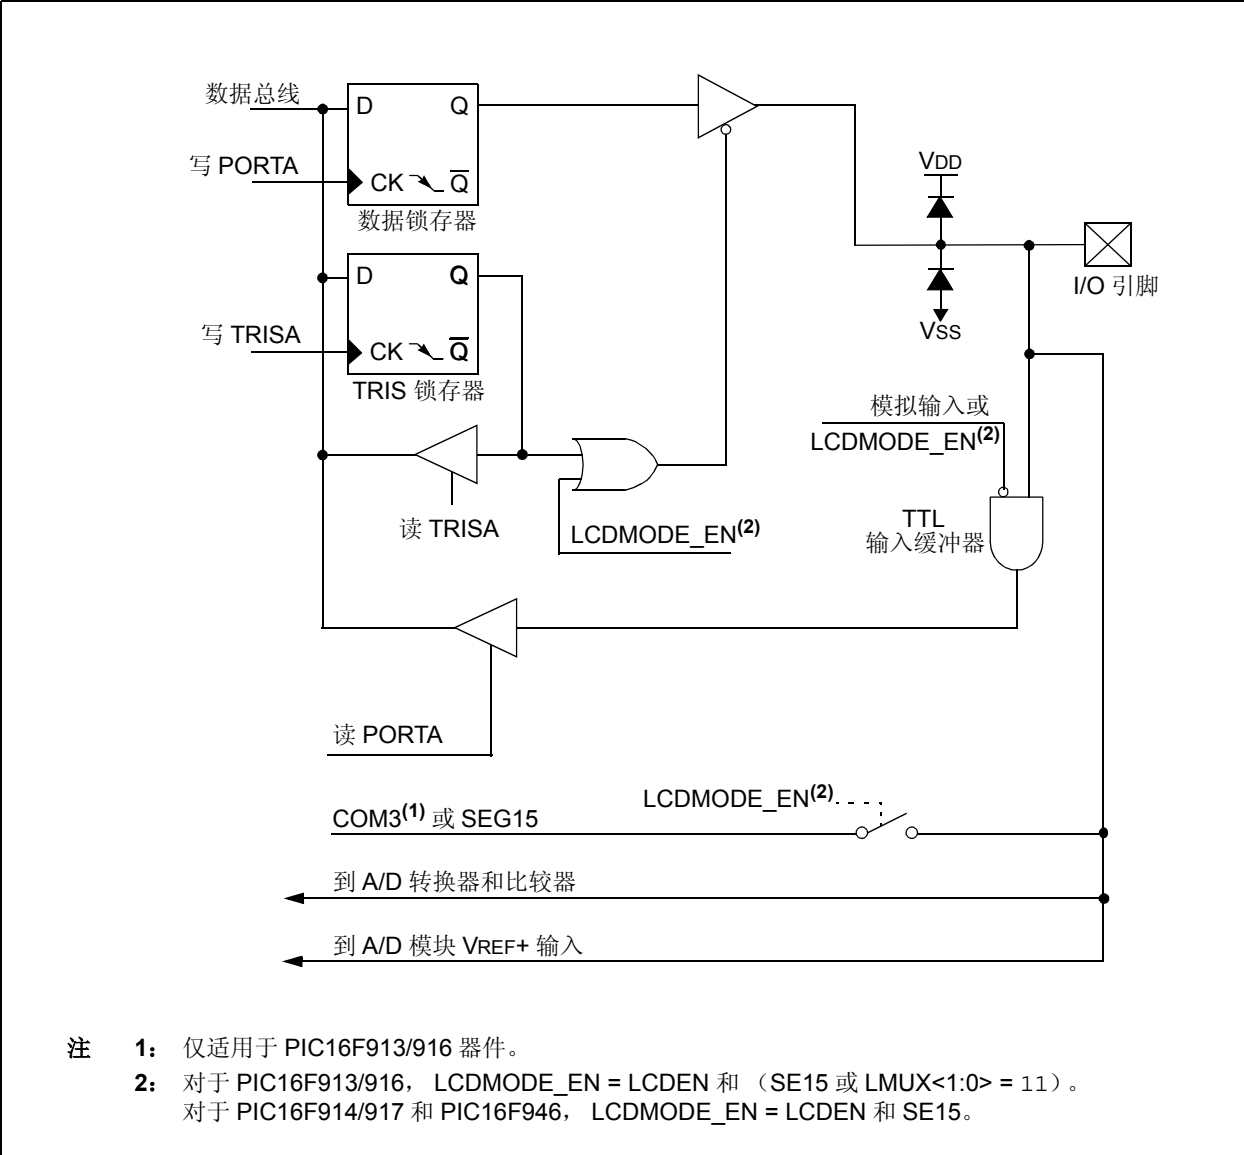 数据总线
D Q
写 PORTA
CK Q
数据锁存器
VDD
I/O 引脚
VSS
D Q
写 TRISA
CK Q
TRIS 锁存器
模拟输入或
LCDMODE_EN(2)
读 TRISA
LCDMODE_EN(2)
TTL
输入缓冲器
读 PORTA
LCDMODE_EN(2)
COM3(1) 或 SEG15
到 A/D 转换器和比较器
到 A/D 模块 VREF+ 输入
注 1： 仅适用于 PIC16F913/916 器件。
2： 对于 PIC16F913/916， LCDMODE_EN = LCDEN 和 （SE15 或 LMUX<1:0> = 11）。
对于 PIC16F914/917 和 PIC16F946， LCDMODE_EN = LCDEN 和 SE15。